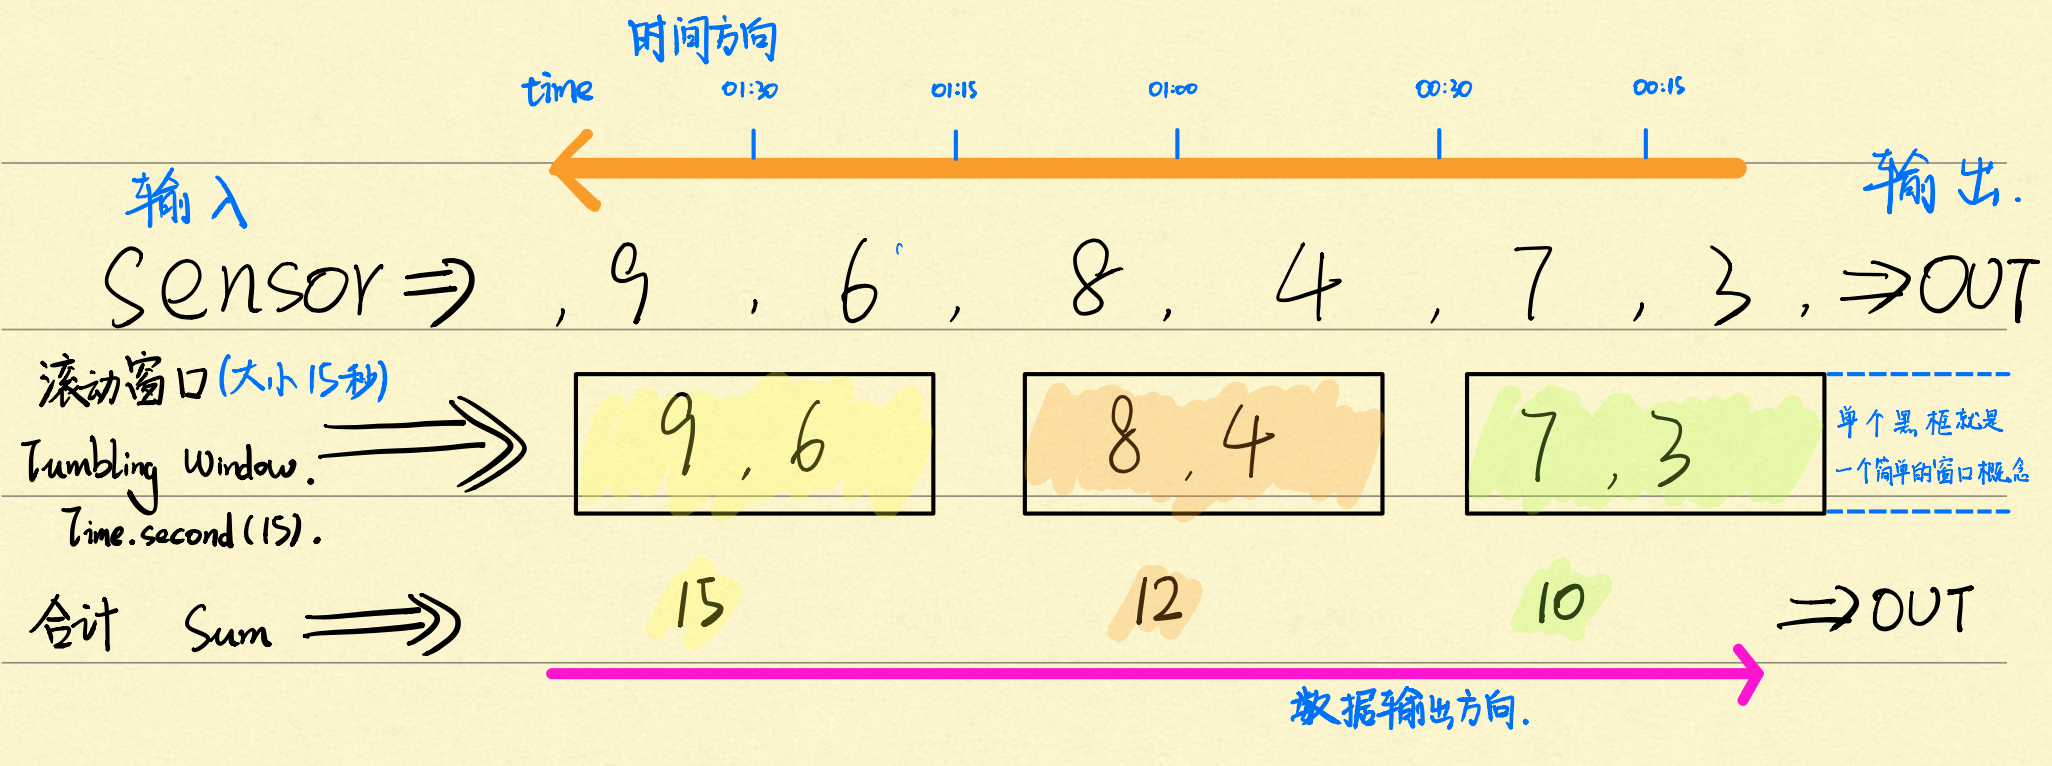 时间方向
time 01:30 01:15 01:00 00:30 00:15
输入 输出.
Sensor⇒ , 9 , 6 , 8 , 4 , 7 , 3 , ⇒OUT
滚动窗口(大小15秒)
Tumbling Window.
Time.second(15).
9 , 6
8 , 4
7 , 3
单个黑框就是
一个简单的窗口概念
合计 Sum ⇒ 15 12 10 ⇒OUT
数据输出方向.